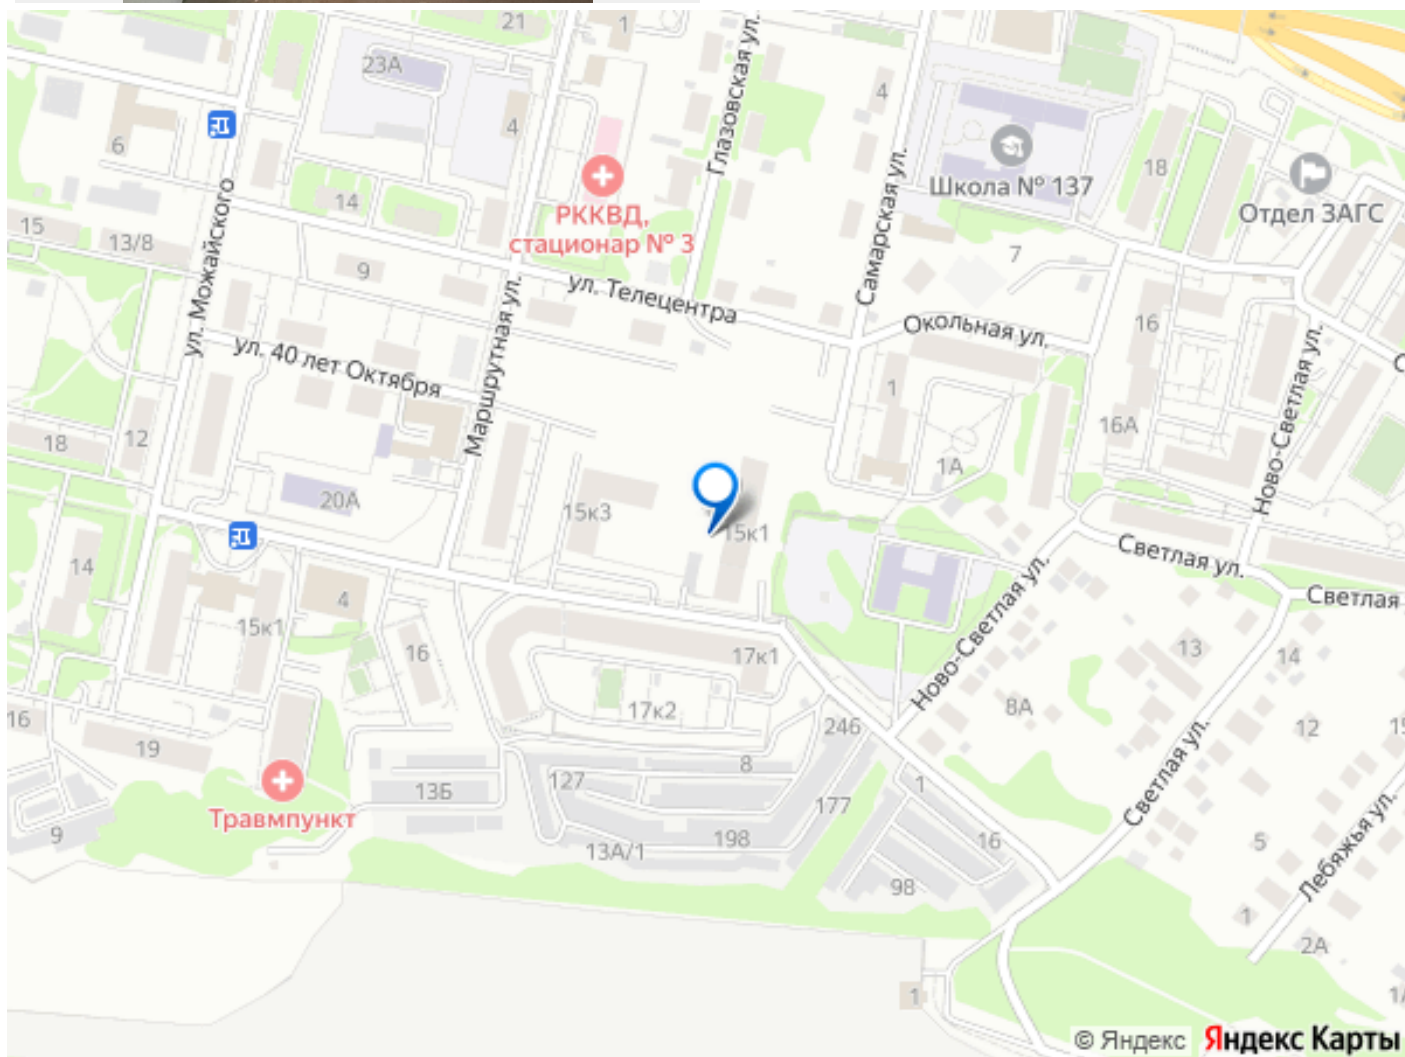 21
1
23А
4
Глазовская ул.
4
6
Школа № 137
18
Отдел ЗАГС
РККВД,
стационар № 3
14
15
13/8
ул. Можайского
9
7
ул. Телецентра
Самарская ул.
Окольная ул.
16
ул. 40 лет Октября
Маршрутная ул.
1
Ново-Светлая ул.
16А
12
18
1А
20А
15к3
15к1
Светлая ул.
14
4
Ново-Светлая ул.
Светлая
15к1
16
17к1
13
14
17к2
8А
16
19
246
12
8
127
13Б
177
1
Травмпункт
Светлая ул.
9
198
13А/1
16
5
Лебяжья ул.
98
1
2А
1
© Яндекс
Яндекс Карты